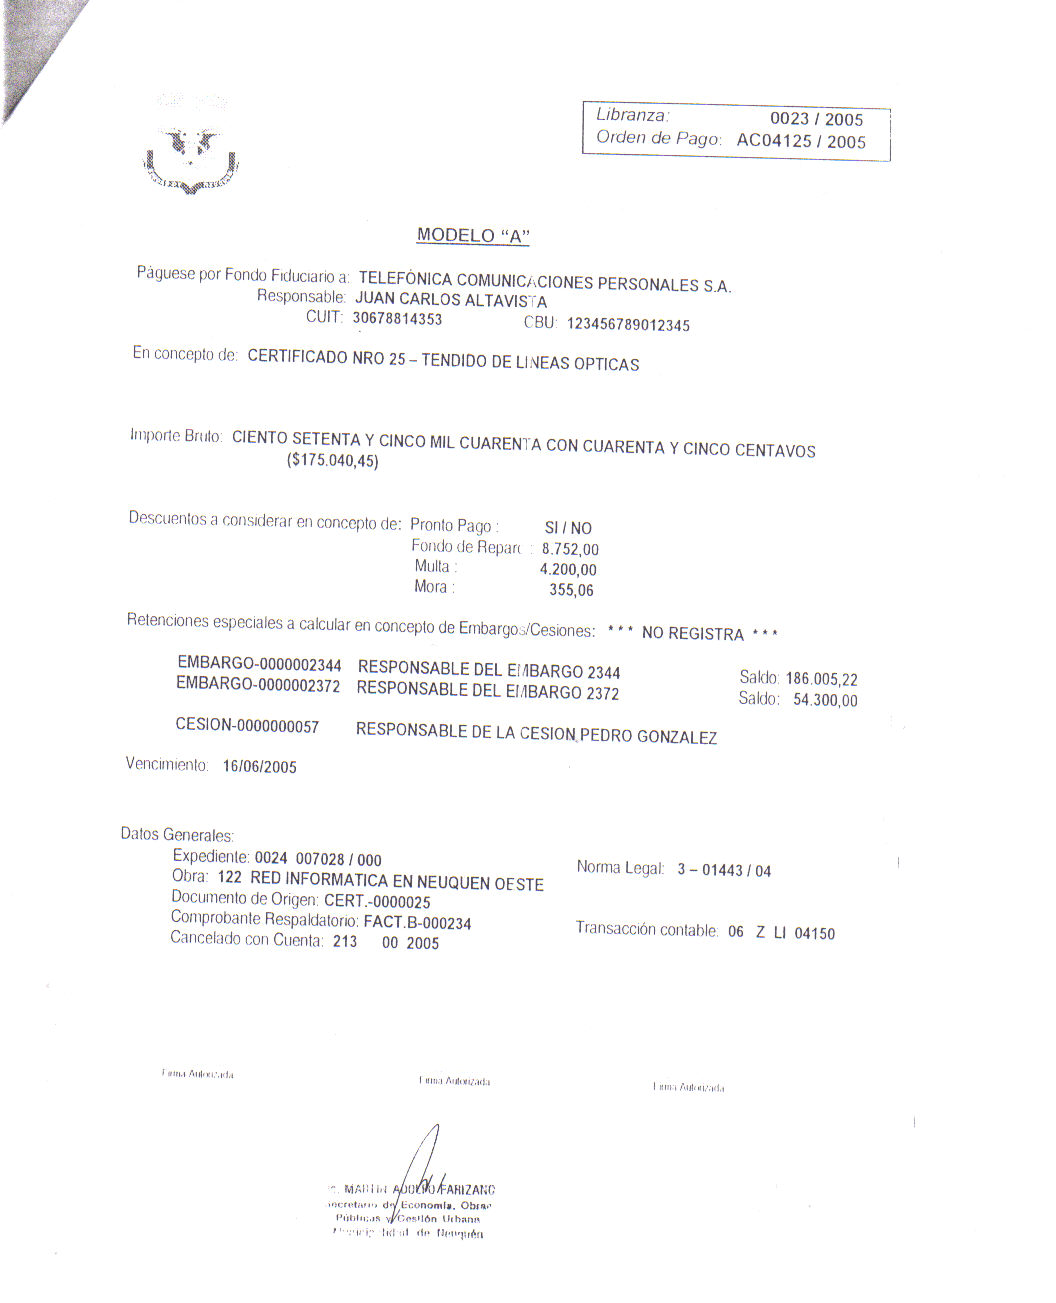 Libranza: 0023 / 2005
Orden de Pago: AC04125 / 2005
MODELO “A”
Páguese por Fondo Fiduciario a: TELEFÓNICA COMUNICACIONES PERSONALES S.A.
Responsable: JUAN CARLOS ALTAVISTA
CUIT: 30678814353 CBU: 123456789012345
En concepto de: CERTIFICADO NRO 25 – TENDIDO DE LINEAS OPTICAS
Importe Bruto: CIENTO SETENTA Y CINCO MIL CUARENTA CON CUARENTA Y CINCO CENTAVOS
($175.040,45)
Descuentos a considerar en concepto de: Pronto Pago : SI / NO
Fondo de Repar : 8.752,00
Multa : 4.200,00
Mora : 355,06
Retenciones especiales a calcular en concepto de Embargos/Cesiones: * * * NO REGISTRA * * *
EMBARGO-0000002344 RESPONSABLE DEL EMBARGO 2344 Saldo: 186.005,22
EMBARGO-0000002372 RESPONSABLE DEL EMBARGO 2372 Saldo: 54.300,00
CESION-0000000057 RESPONSABLE DE LA CESION PEDRO GONZALEZ
Vencimiento: 16/06/2005
Datos Generales:
Expediente: 0024 007028 / 000 Norma Legal: 3 – 01443 / 04
Obra: 122 RED INFORMATICA EN NEUQUEN OESTE
Documento de Origen: CERT.-0000025
Comprobante Respaldatorio: FACT.B-000234 Transacción contable: 06 Z LI 04150
Cancelado con Cuenta: 213 00 2005
Firma Autorizada Firma Autorizada Firma Autorizada
ADOLFO FARIZANO
Secretario de Economía, Obras
Públicas y Gestión Urbana
Municipalidad de Neuquén